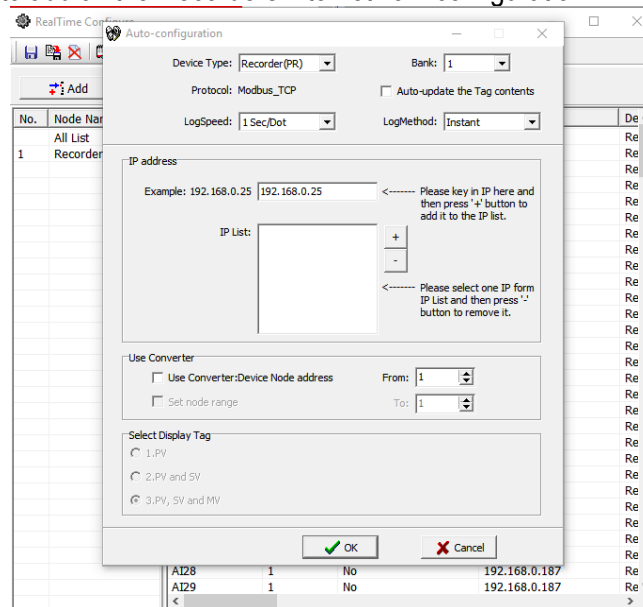 RealTime Configure
Auto-configuration
Add
Device Type: Recorder(PR) Bank: 1
Protocol: Modbus_TCP Auto-update the Tag contents
LogSpeed: 1 Sec/Dot LogMethod: Instant
No. Node Nar De
All List Re
1 Recorder Re
IP address
Example: 192.168.0.25 192.168.0.25 <------- Please key in IP here and
then press '+' button to
add it to the IP list.
IP List:
+
-
<------- Please select one IP form
IP List and then press '-'
button to remove it.
Use Converter
Use Converter:Device Node address From: 1
Set node range To: 1
Select Display Tag
1.PV
2.PV and SV
3.PV, SV and MV
OK Cancel
AI28 1 No 192.168.0.187 Re
AI29 1 No 192.168.0.187 Re